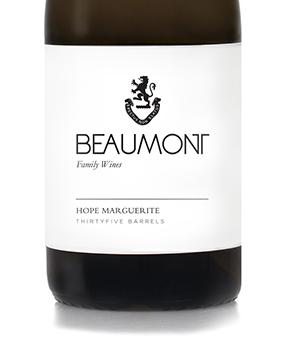 BEAUMONT
Family Wines
HOPE MARGUERITE
THIRTYFIVE BARRELS